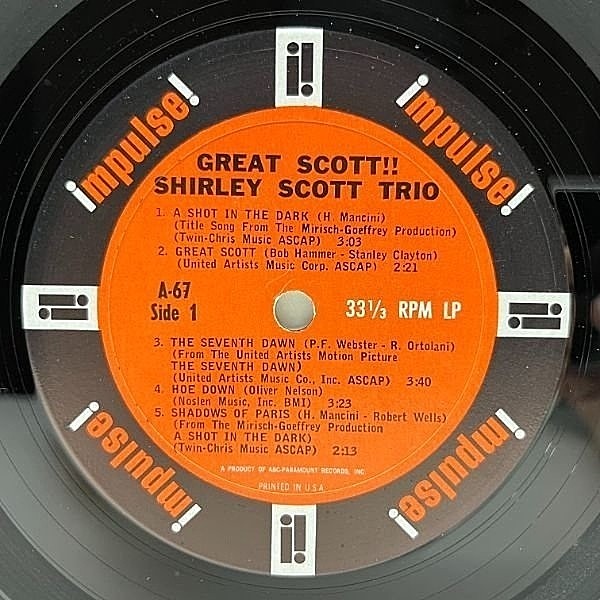 impulse!
impulse!
GREAT SCOTT!!
SHIRLEY SCOTT TRIO
1. A SHOT IN THE DARK (H. Mancini)
(Title Song From The Mirisch-Goeffrey Production)
(Twin-Chris Music ASCAP) 3:03
2. GREAT SCOTT (Bob Hammer - Stanley Clayton)
(United Artists Music Corp. ASCAP) 2:21
A-67
Side 1
33⅓ RPM LP
3. THE SEVENTH DAWN (P.F. Webster - R. Ortolani)
(From The United Artists Motion Picture
THE SEVENTH DAWN)
(United Artists Music Co., Inc. ASCAP) 3:40
4. HOE DOWN (Oliver Nelson)
(Noslen Music, Inc. BMI) 3:23
5. SHADOWS OF PARIS (H. Mancini - Robert Wells)
(From The Mirisch-Goeffrey Production
A SHOT IN THE DARK)
(Twin-Chris Music ASCAP) 2:13
A PRODUCT OF ABC-PARAMOUNT RECORDS, INC.
PRINTED IN U.S.A.
impulse!
impulse!